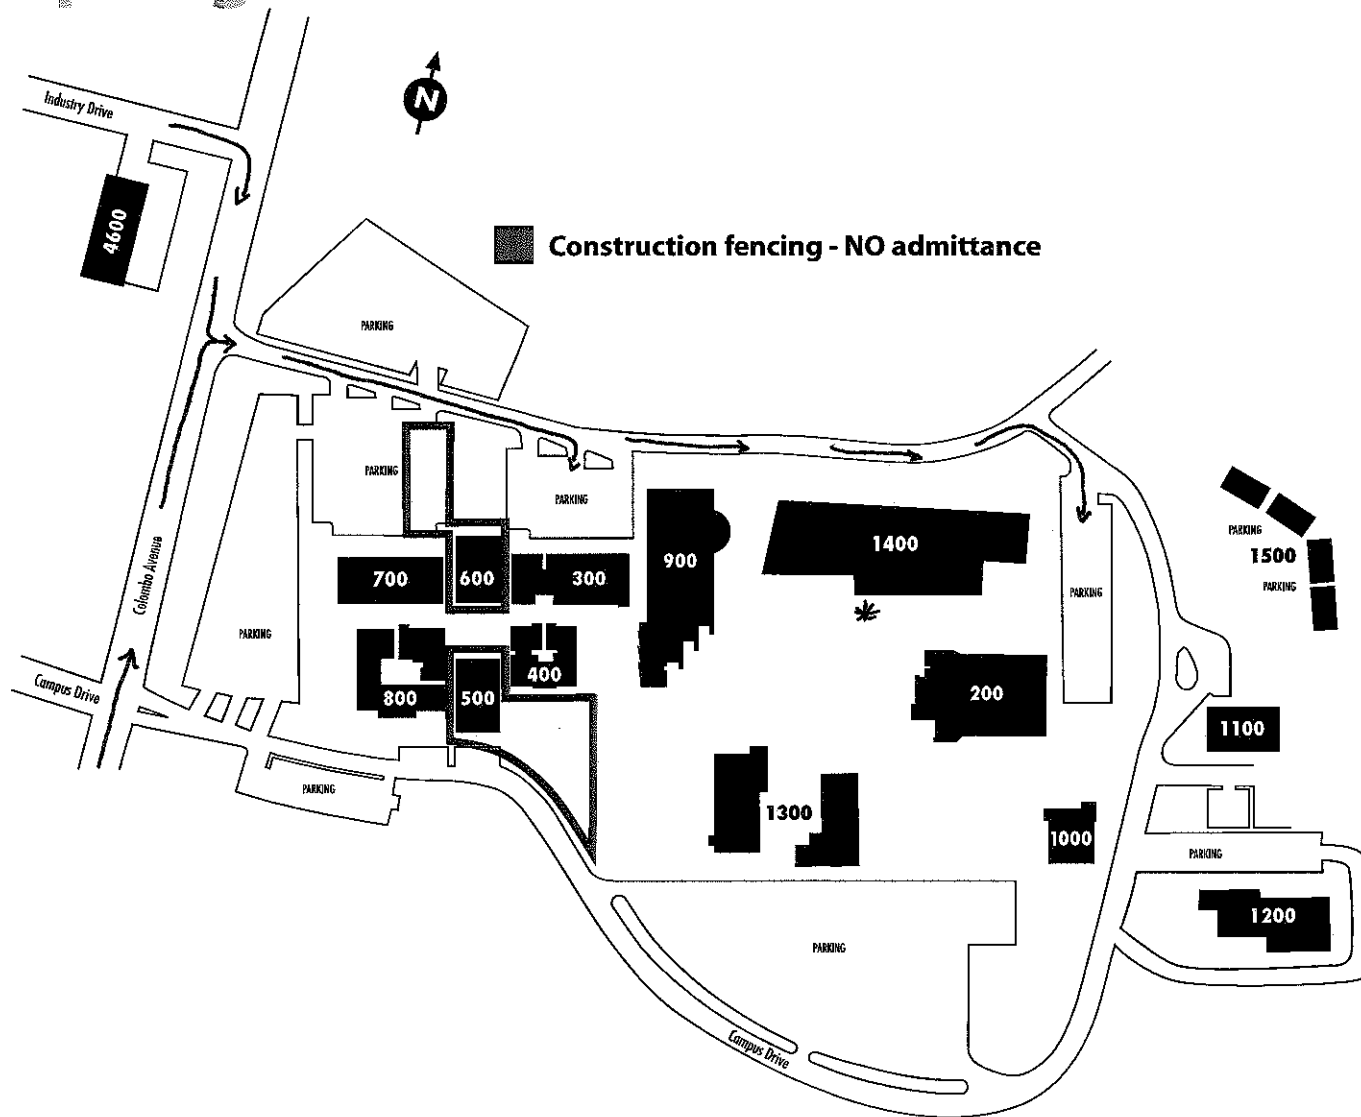 Industry Drive
N
4600
Construction fencing - NO admittance
PARKING
PARKING
PARKING
900
1400
PARKING
1500
PARKING
700
600
300
PARKING
Colombo Avenue
PARKING
400
Campus Drive
800
500
200
1100
PARKING
1300
1000
PARKING
1200
PARKING
Campus Drive